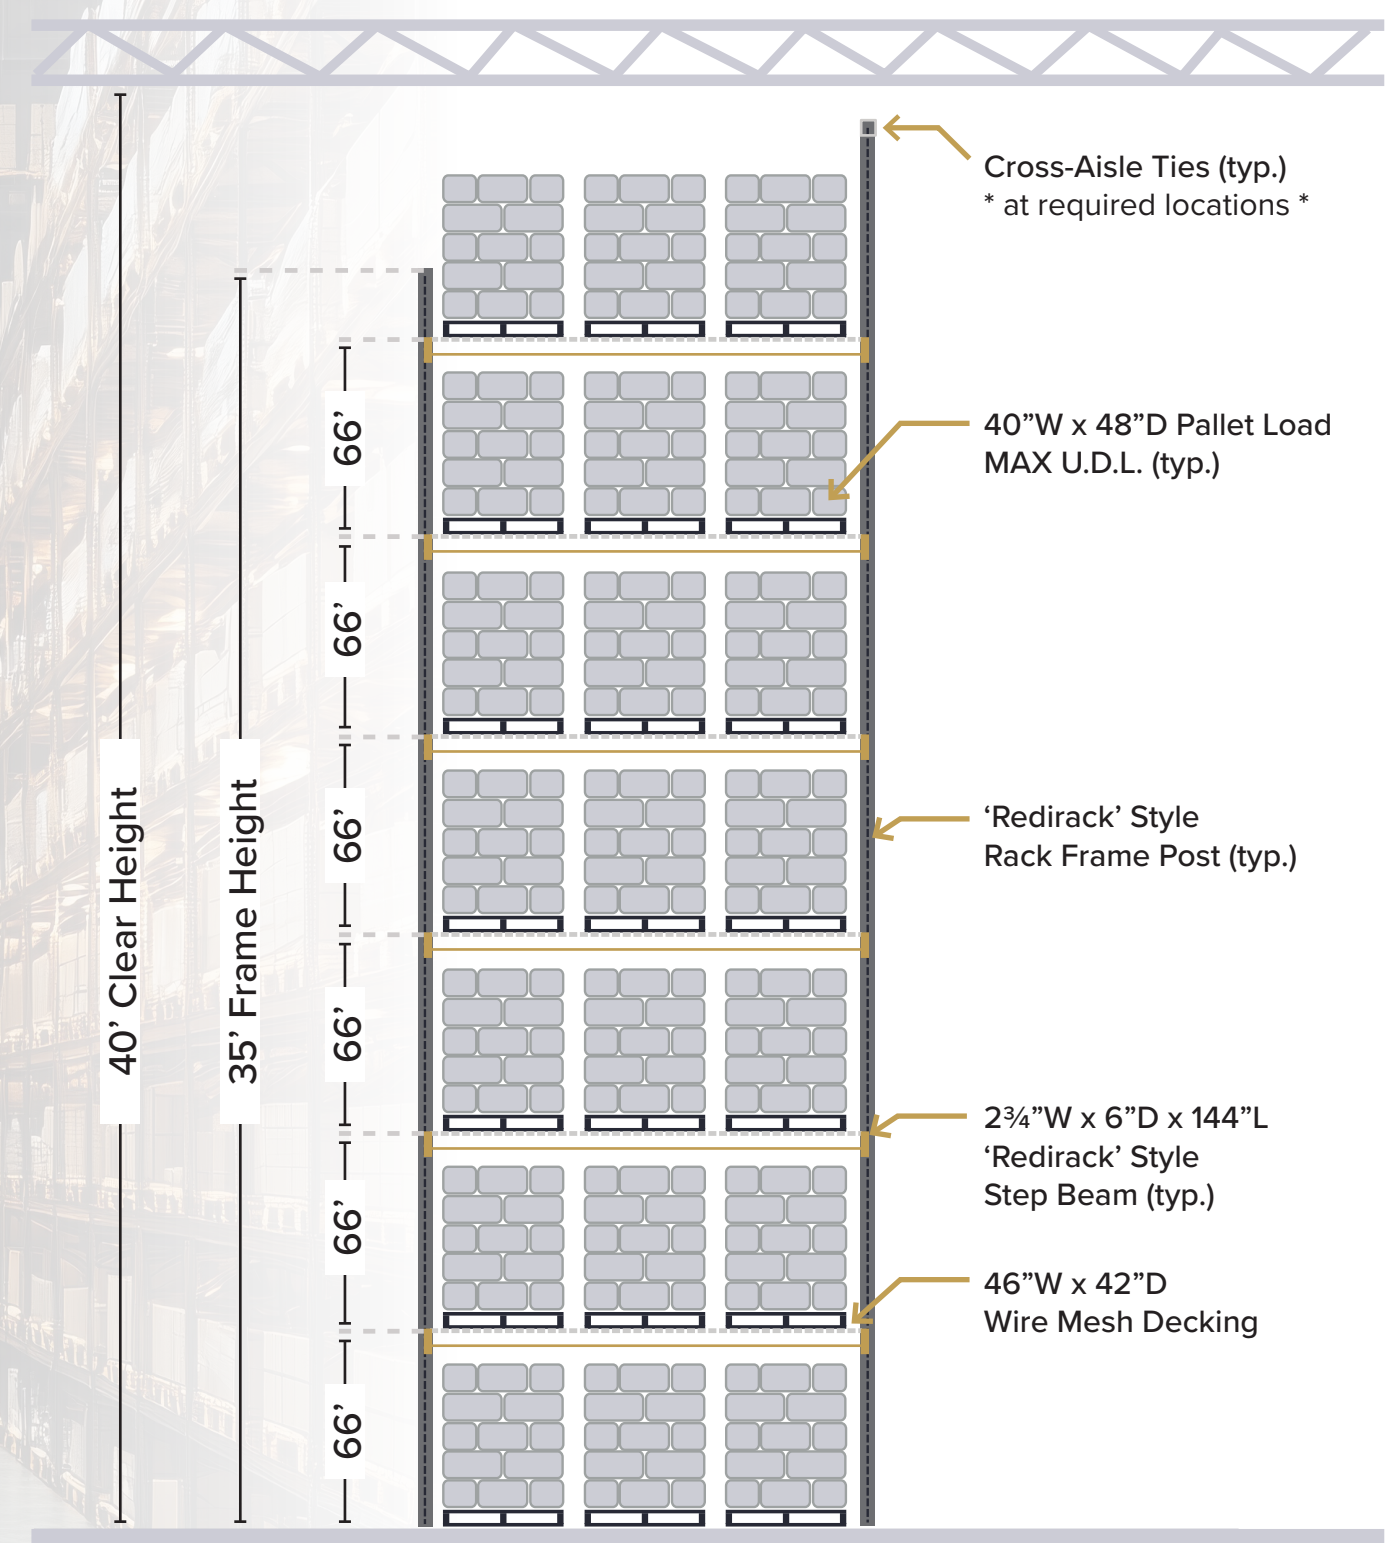 Cross-Aisle Ties (typ.)
* at required locations *
40”W x 48”D Pallet Load
MAX U.D.L. (typ.)
‘Redirack’ Style
Rack Frame Post (typ.)
2¾”W x 6”D x 144”L
‘Redirack’ Style
Step Beam (typ.)
46”W x 42”D
Wire Mesh Decking
40’ Clear Height
35’ Frame Height
66’
66’
66’
66’
66’
66’